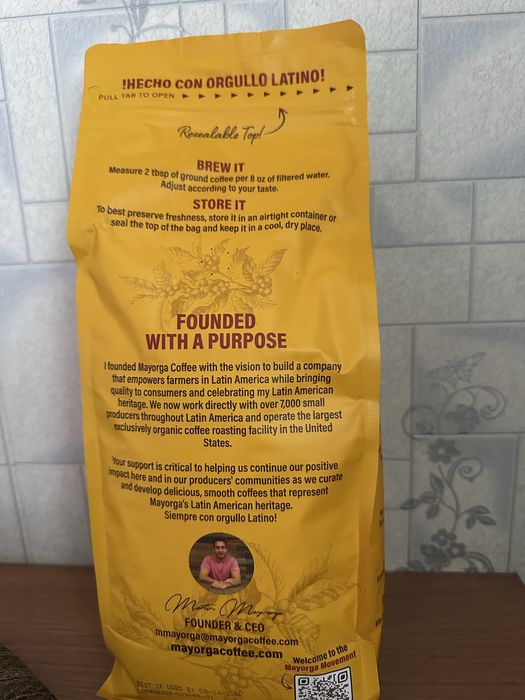 !HECHO CON ORGULLO LATINO!
PULL TAB TO OPEN
Resealable Top!
BREW IT
Measure 2 tbsp of ground coffee per 8 oz of filtered water.
Adjust according to your taste.
STORE IT
To best preserve freshness, store it in an airtight container or
seal the top of the bag and keep it in a cool, dry place.
FOUNDED
WITH A PURPOSE
I founded Mayorga Coffee with the vision to build a company
that empowers farmers in Latin America while bringing
quality to consumers and celebrating my Latin American
heritage. We now work directly with over 7,000 small
producers throughout Latin America and operate the largest
exclusively organic coffee roasting facility in the United
States.
Your support is critical to helping us continue our positive
impact here and in our producers' communities as we curate
and develop delicious, smooth coffees that represent
Mayorga's Latin American heritage.
Siempre con orgullo Latino!
Martin Mayorga
FOUNDER & CEO
mmayorga@mayorgacoffee.com
mayorgacoffee.com
Welcome to the
Mayorga Movement
BEST IF USED BY